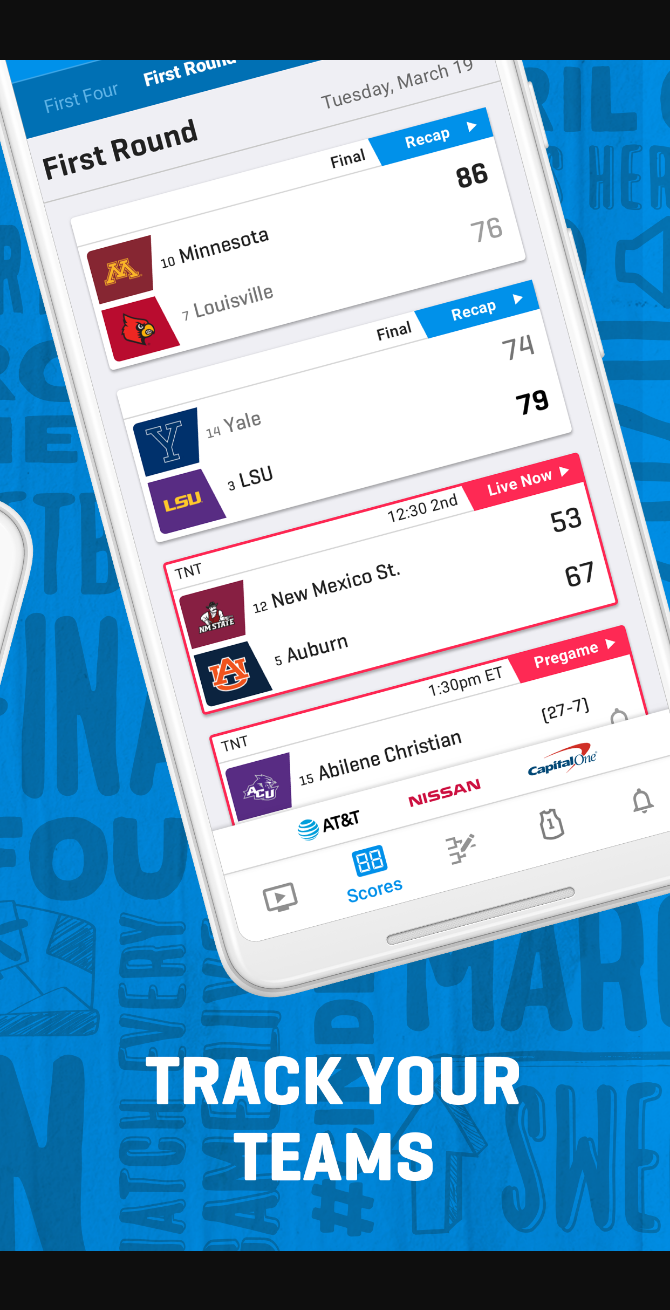 First Four
First Round
Tuesday, March 19
First Round
Final
Recap
10 Minnesota
86
7 Louisville
76
Final
Recap
14 Yale
74
3 LSU
79
TNT
12:30 2nd
Live Now
12 New Mexico St.
53
NM STATE
5 Auburn
67
TNT
1:30pm ET
Pregame
15 Abilene Christian
(27-7)
ACU
AT&T
NISSAN
Capital One
Scores
TRACK YOUR
TEAMS